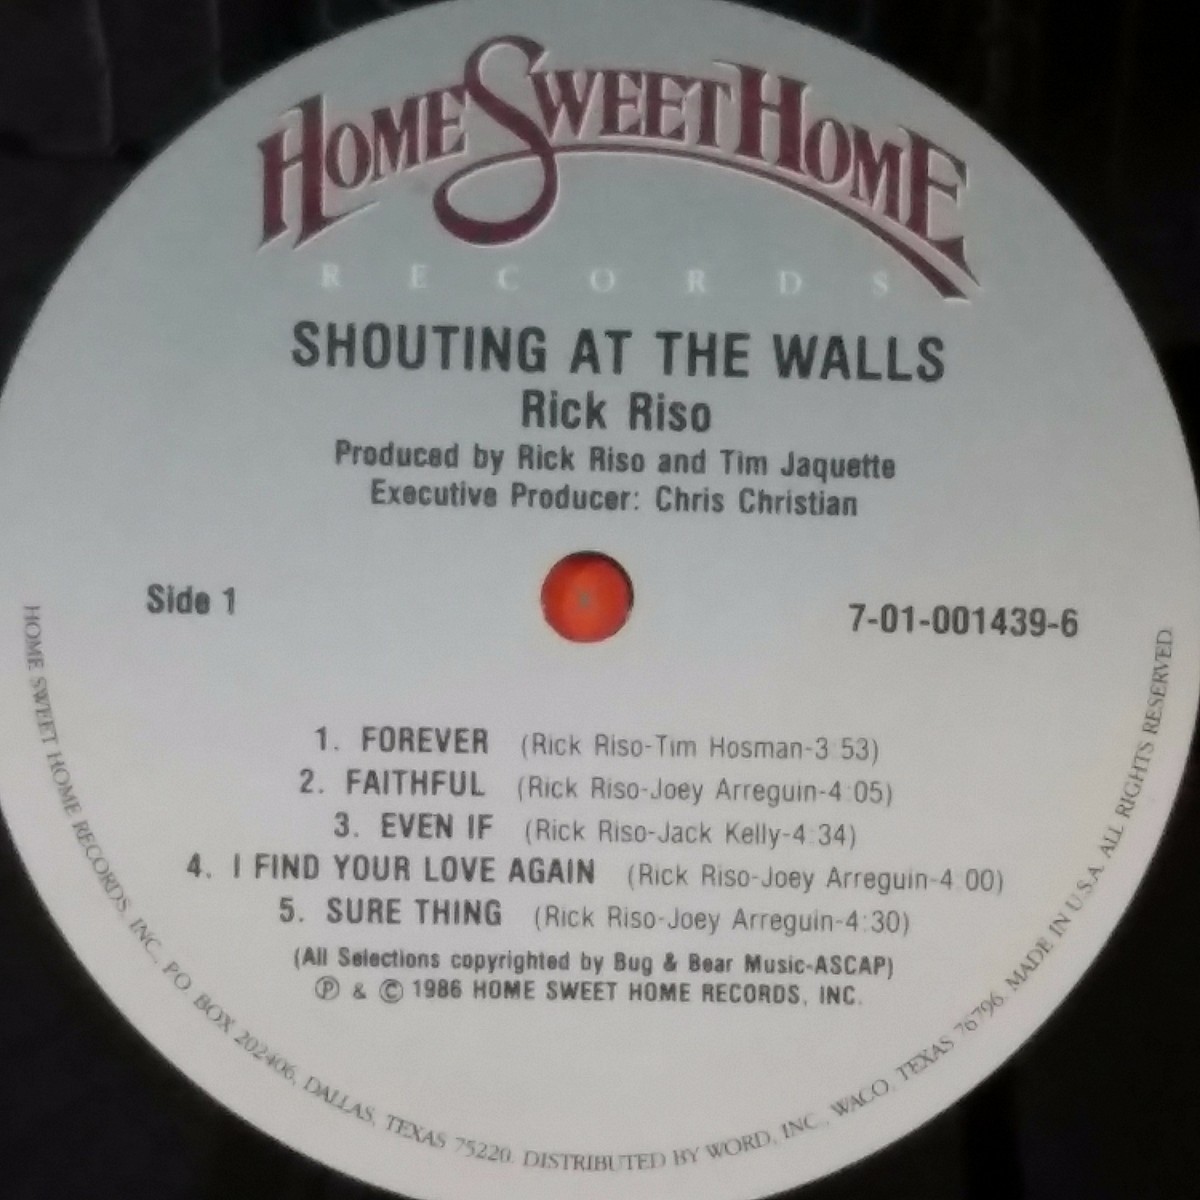 HOME SWEET HOME
RECORDS
SHOUTING AT THE WALLS
Rick Riso
Produced by Rick Riso and Tim Jaquette
Executive Producer: Chris Christian
Side 1
7-01-001439-6
1. FOREVER (Rick Riso-Tim Hosman-3:53)
2. FAITHFUL (Rick Riso-Joey Arreguin-4:05)
3. EVEN IF (Rick Riso-Jack Kelly-4:34)
4. I FIND YOUR LOVE AGAIN (Rick Riso-Joey Arreguin-4:00)
5. SURE THING (Rick Riso-Joey Arreguin-4:30)
(All Selections copyrighted by Bug & Bear Music-ASCAP)
℗ & © 1986 HOME SWEET HOME RECORDS, INC.
HOME SWEET HOME RECORDS, INC., P.O. BOX 202406, DALLAS, TEXAS 75220. DISTRIBUTED BY WORD, INC., WACO, TEXAS 76796. MADE IN U.S.A. ALL RIGHTS RESERVED.